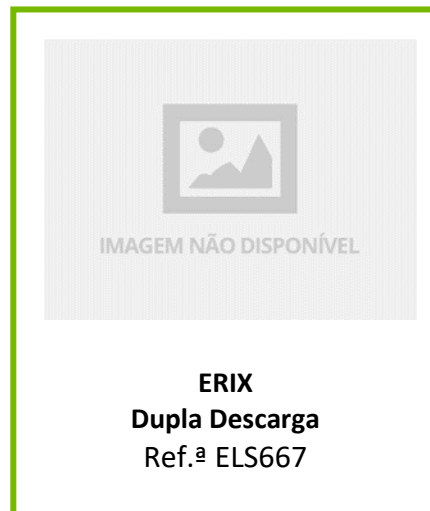 IMAGEM NÃO DISPONÍVEL
ERIX
Dupla Descarga
Ref.ª ELS667